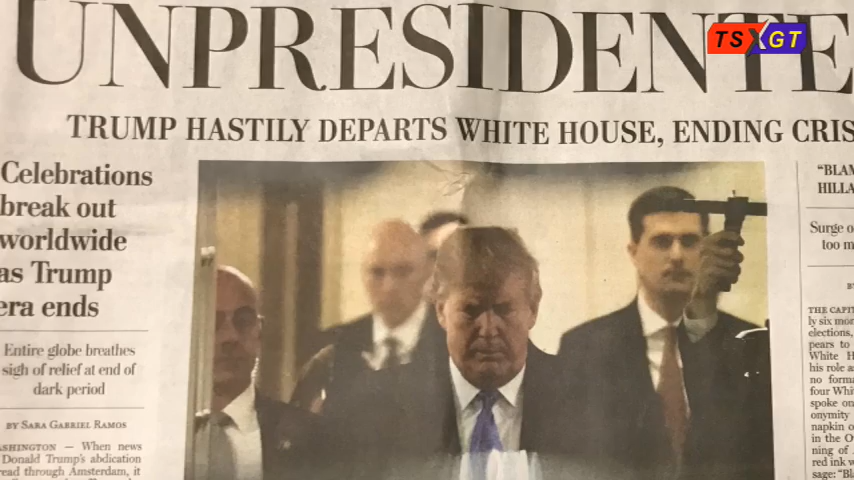 UNPRESIDENTE
TSXGT
TRUMP HASTILY DEPARTS WHITE HOUSE, ENDING CRIS
Celebrations
break out
worldwide
as Trump
era ends
Entire globe breathes
sigh of relief at end of
dark period
BY SARA GABRIEL RAMOS
ASHINGTON — When news
Donald Trump's abdication
read through Amsterdam, it
"BLAM
HILLA
Surge o
too m
B
THE CAPIT
ly six mon
elections,
pears to
White H
his role as
no forma
four Whit
spoke on
onymity
napkin o
in the O
ning of
red ink w
sage: "Bl